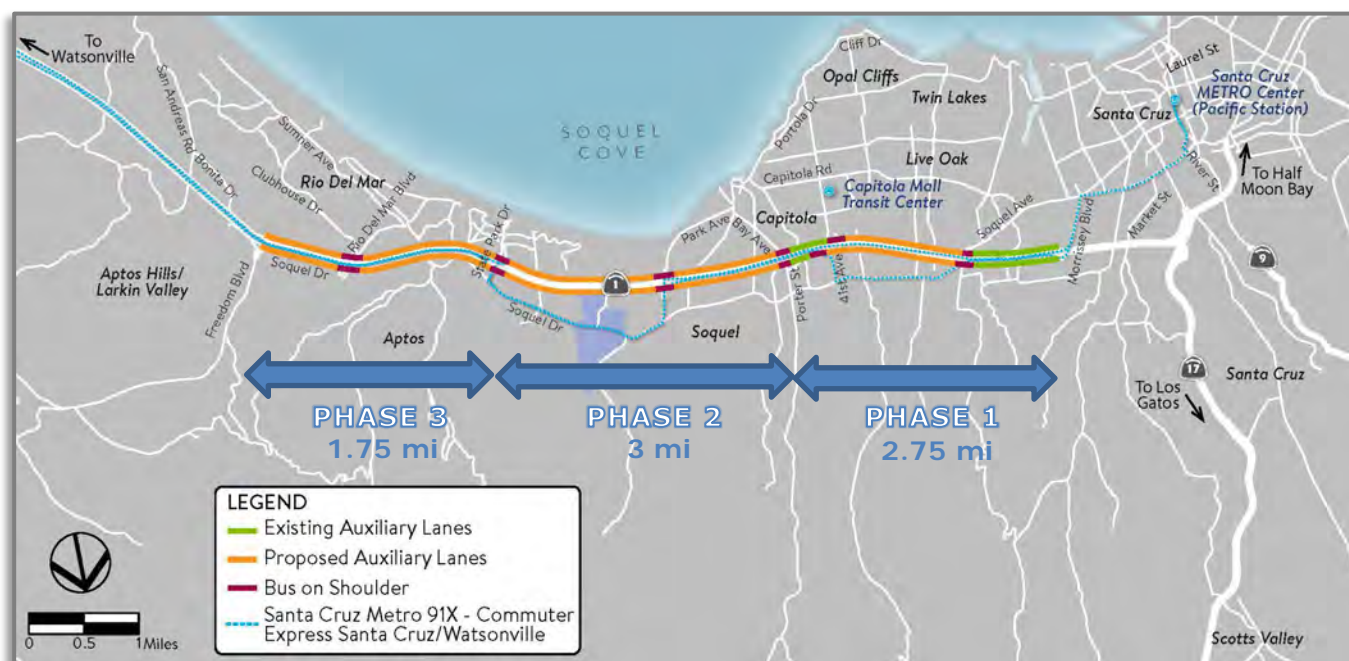 To
Watsonville
San Andreas Rd
Bonita Dr
Sumner Ave
Clubhouse Dr
Rio Del Mar
Rio Del Mar Blvd
Aptos Hills/
Larkin Valley
Freedom Blvd
Soquel Dr
State Park Dr
Aptos
Soquel Dr
SOQUEL
COVE
1
Park Ave
Bay Ave
Soquel
Cliff Dr
Opal Cliffs
Portola Dr
Twin Lakes
Capitola Rd
Live Oak
Capitola
Capitola Mall
Transit Center
Soquel Ave
Porter St
41st Ave
Laurel St
Santa Cruz
METRO Center
(Pacific Station)
Santa Cruz
River St
To Half
Moon Bay
Market St
Morrissey Blvd
9
17
Santa Cruz
To Los
Gatos
Scotts Valley
PHASE 3
1.75 mi
PHASE 2
3 mi
PHASE 1
2.75 mi
LEGEND
Existing Auxiliary Lanes
Proposed Auxiliary Lanes
Bus on Shoulder
Santa Cruz Metro 91X - Commuter
Express Santa Cruz/Watsonville
0 0.5 1Miles